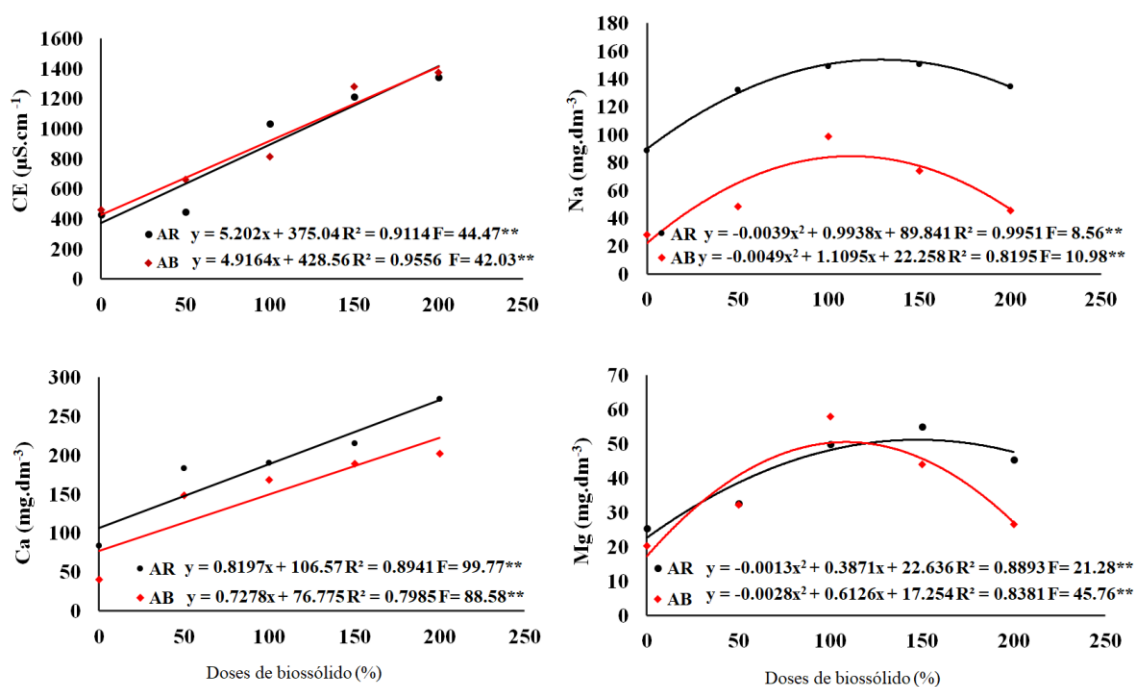 CE (µS.cm⁻¹)
1600
1400
1200
1000
800
600
400
200
0
AR y = 5.202x + 375.04 R² = 0.9114 F= 44.47**
AB y = 4.9164x + 428.56 R² = 0.9556 F= 42.03**
0 50 100 150 200 250
Na (mg.dm⁻³)
180
160
140
120
100
80
60
40
20
0
AR y = -0.0039x² + 0.9938x + 89.841 R² = 0.9951 F= 8.56**
AB y = -0.0049x² + 1.1095x + 22.258 R² = 0.8195 F= 10.98**
0 50 100 150 200 250
Ca (mg.dm⁻³)
300
250
200
150
100
50
0
AR y = 0.8197x + 106.57 R² = 0.8941 F= 99.77**
AB y = 0.7278x + 76.775 R² = 0.7985 F= 88.58**
0 50 100 150 200 250
Doses de biossólido (%)
Mg (mg.dm⁻³)
70
60
50
40
30
20
10
0
AR y = -0.0013x² + 0.3871x + 22.636 R² = 0.8893 F= 21.28**
AB y = -0.0028x² + 0.6126x + 17.254 R² = 0.8381 F= 45.76**
0 50 100 150 200 250
Doses de biossólido (%)